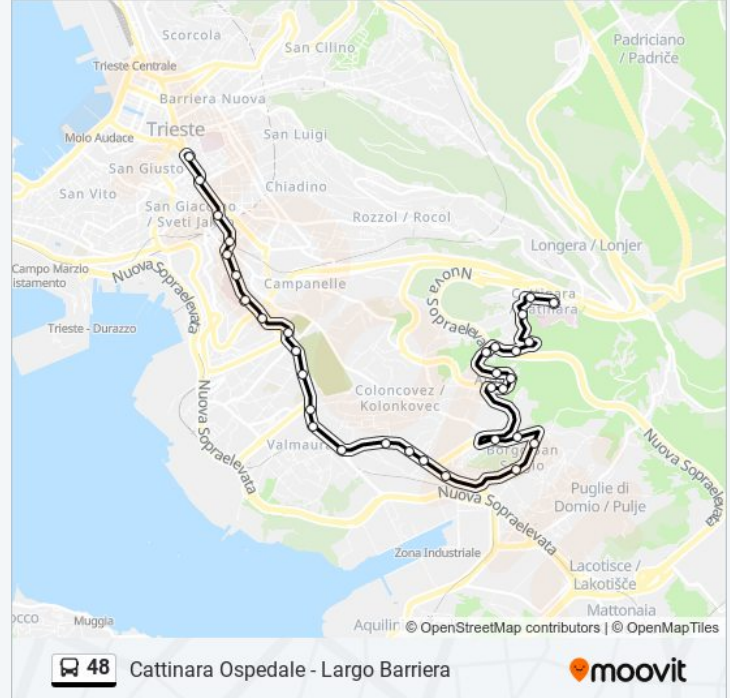 Scorcola
San Cilino
Padriciano
/ Padriče
Trieste Centrale
Barriera Nuova
Trieste
Molo Audace
San Luigi
San Giusto
Chiadino
San Vito
San Giacomo
/ Sveti Jakob
Rozzol / Rocol
Longera / Lonjer
Campo Marzio
Nuova Sopraelevata
Campanelle
Nuova Sopraelevata
Cattinara
/ Katinara
Trieste - Durazzo
Coloncovez /
Kolonkovec
Nuova Sopraelevata
Valmaura
Borgo San
Sergio
Nuova Sopraelevata
Nuova Sopraelevata
Puglie di
Domio / Pulje
Zona Industriale
Lacotisce /
Lakotišče
Mattonaia
Muggia
Aquilin
© OpenStreetMap contributors | © OpenMapTiles
48 Cattinara Ospedale - Largo Barriera
moovit